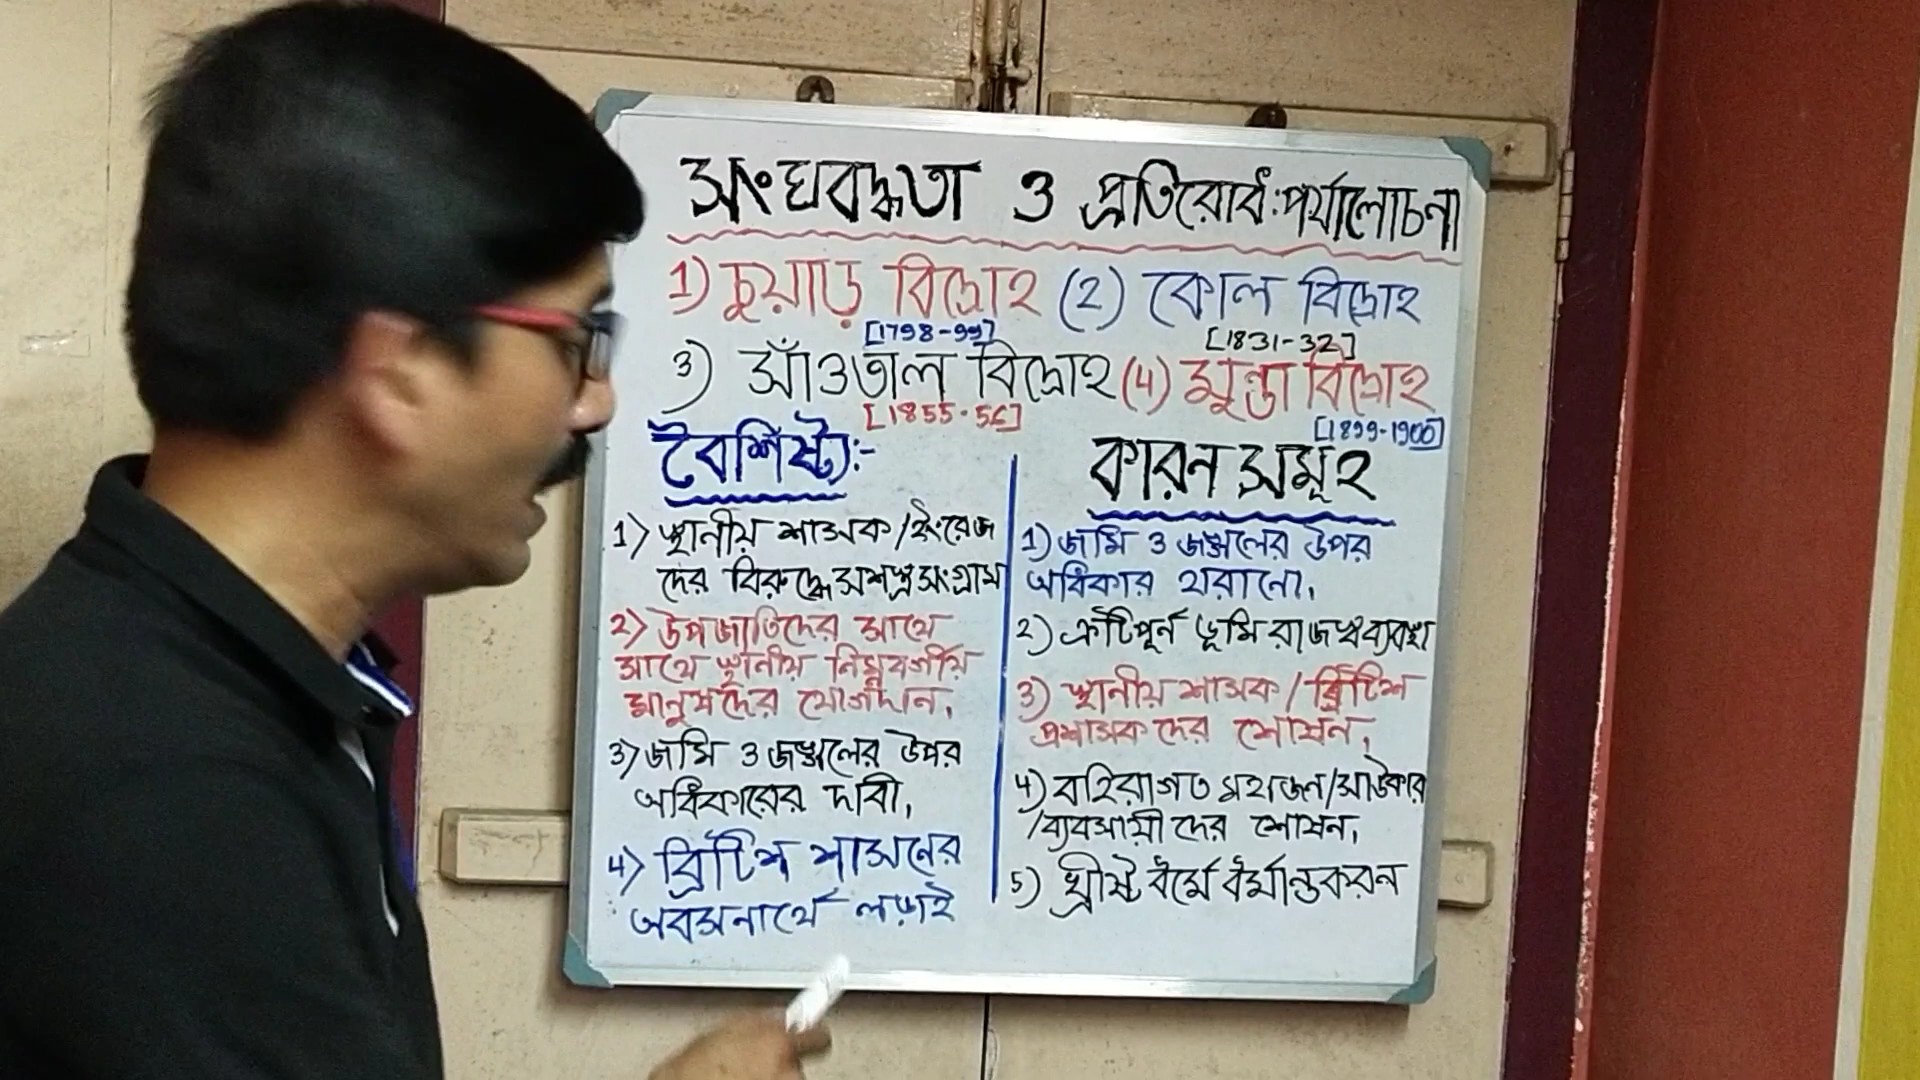 সংঘবদ্ধতা ও প্রতিরোধ:পর্যালোচনা
1) চুয়াড় বিদ্রোহ (2) কোল বিদ্রোহ
[1798-99] [1831-32]
3) সাঁওতাল বিদ্রোহ (4) মুন্ডা বিদ্রোহ
[1855-56] [1899-1900]
বৈশিষ্ট্য:-
1) স্থানীয় শাসক/ইংরেজ
দের বিরুদ্ধে সশস্ত্র সংগ্রাম
2) উপজাতিদের সাথে
সাথে স্থানীয় নিম্নবর্গীয়
মানুষদের যোগদান,
3) জমি ও জঙ্গলের উপর
অধিকারের দাবী,
4) ব্রিটিশ শাসনের
অবসনার্থে লড়াই
কারন সমূহ
1) জমি ও জঙ্গলের উপর
অধিকার হারানো,
2) ত্রুটিপূর্ন ভূমি রাজস্ব ব্যবস্থা
3) স্থানীয় শাসক/ব্রিটিশ
প্রশাসক দের শোষন,
4) বহিরাগত মহাজন/সাউকার
/ব্যবসায়ী দের শোষন,
5) খ্রীষ্ট ধর্মে ধর্মান্তকরন